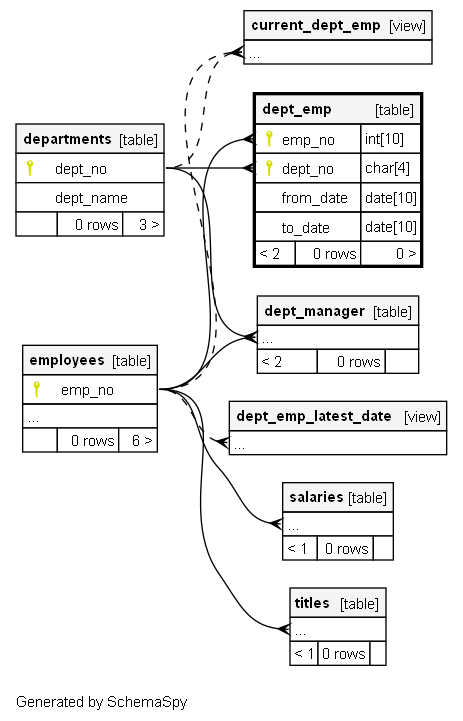 current_dept_emp [view]
...
dept_emp [table]
emp_no int[10]
dept_no char[4]
from_date date[10]
to_date date[10]
< 2 0 rows 0 >
departments [table]
dept_no
dept_name
0 rows 3 >
dept_manager [table]
...
< 2 0 rows
employees [table]
emp_no
...
0 rows 6 >
dept_emp_latest_date [view]
...
salaries [table]
...
< 1 0 rows
titles [table]
...
< 1 0 rows
Generated by SchemaSpy